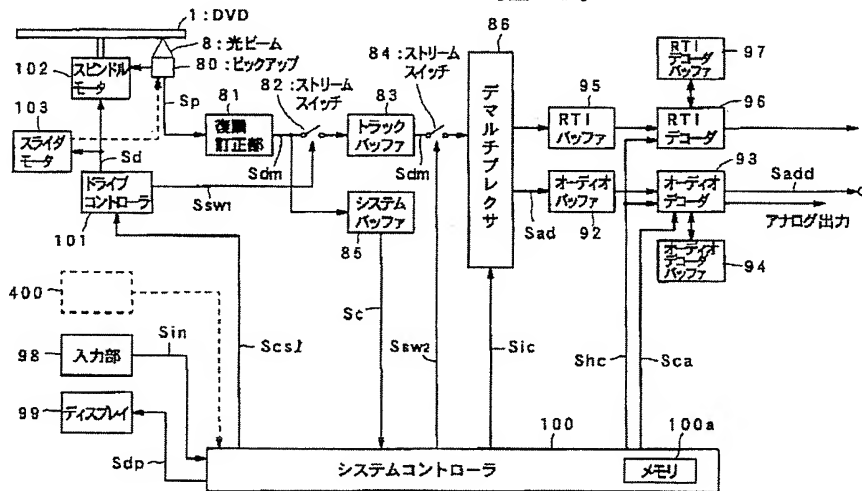 1:DVD
8:光ビーム
80:ピックアップ
102
スピンドル
モータ
103
スライダ
モータ
Sp
Sd
81
復調
訂正部
82:ストリーム
スイッチ
83
トラック
バッファ
84:ストリーム
スイッチ
86
デマルチプレクサ
Sdm
Sdm
ドライブ
コントローラ
101
Ssw1
システム
バッファ
85
95
RTI
バッファ
RTI
デコーダ
バッファ
97
96
RTI
デコーダ
Sad
オーディオ
バッファ
92
93
オーディオ
デコーダ
Sadd
アナログ出力
オーディオ
デコーダ
バッファ
94
400
98
入力部
Sin
99
ディスプレイ
Sdp
Scsl
Sc
Ssw2
Sic
Shc
Sca
100
システムコントローラ
100a
メモリ